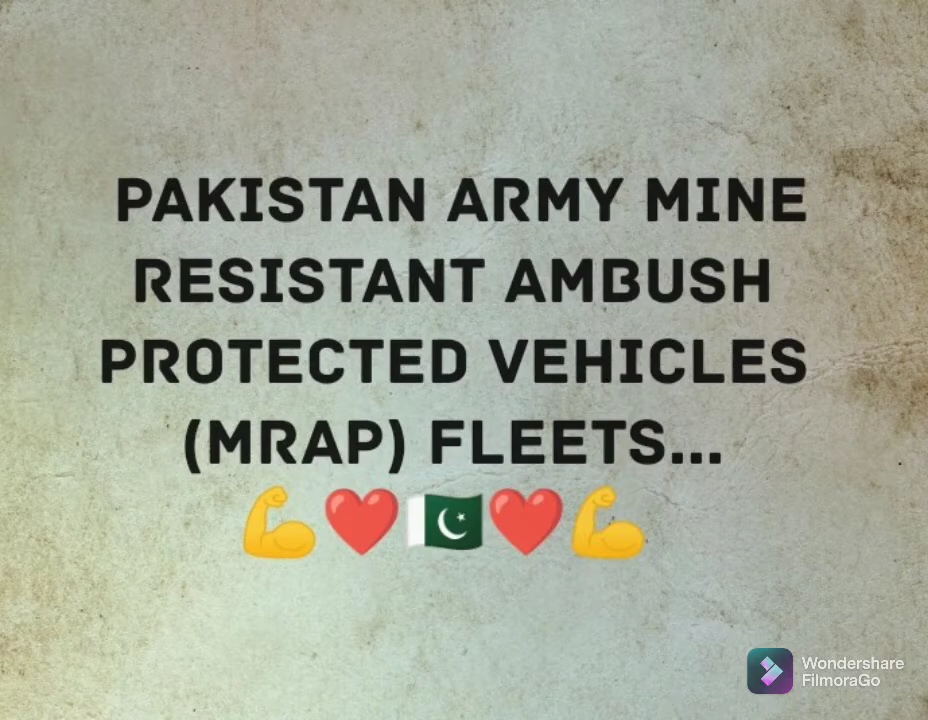 PAKISTAN ARMY MINE
RESISTANT AMBUSH
PROTECTED VEHICLES
(MRAP) FLEETS...
💪❤️🇵🇰❤️💪
Wondershare
FilmoraGo